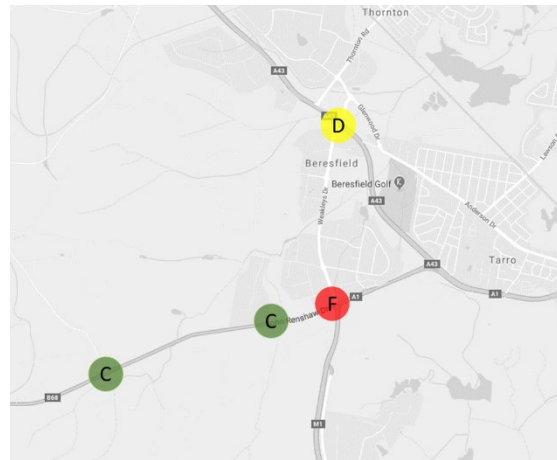 Thornton
Thornton Rd
A43
D
Glenwood Dr
Beresfield
Beresfield Golf
Weakleys Dr
A43
Anderson Dr
Tarro
A43
A1
A1
F
C
Renshaw Dr
C
B68
M1